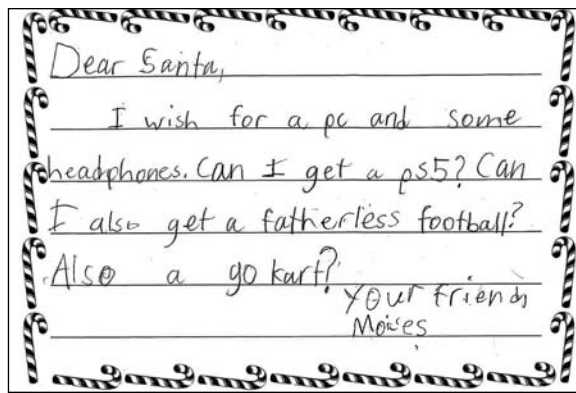 Dear Santa,
I wish for a pc and some
headphones. Can I get a ps5? Can
I also get a fatherless football?
Also a go kart?
Your friend,
Moises